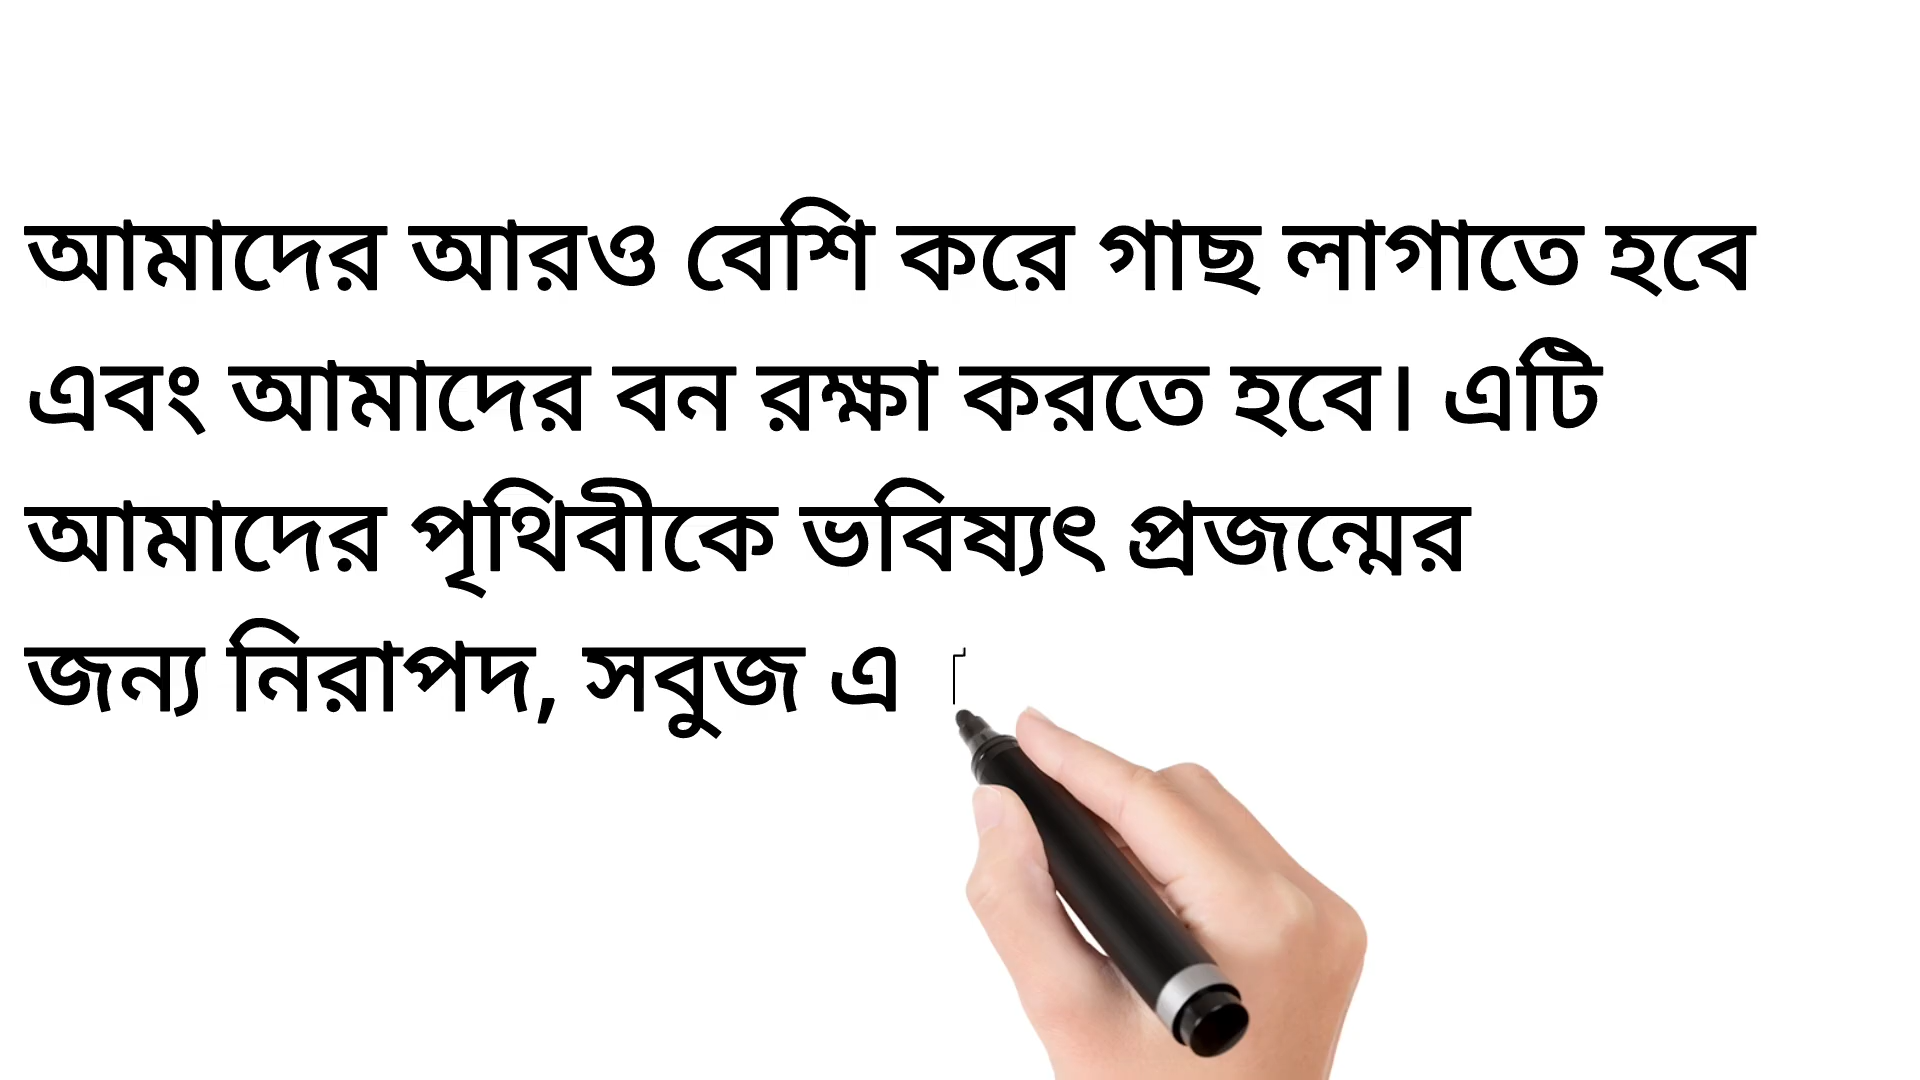 আমাদের আরও বেশি করে গাছ লাগাতে হবে
এবং আমাদের বন রক্ষা করতে হবে। এটি
আমাদের পৃথিবীকে ভবিষ্যৎ প্রজন্মের
জন্য নিরাপদ, সবুজ এ